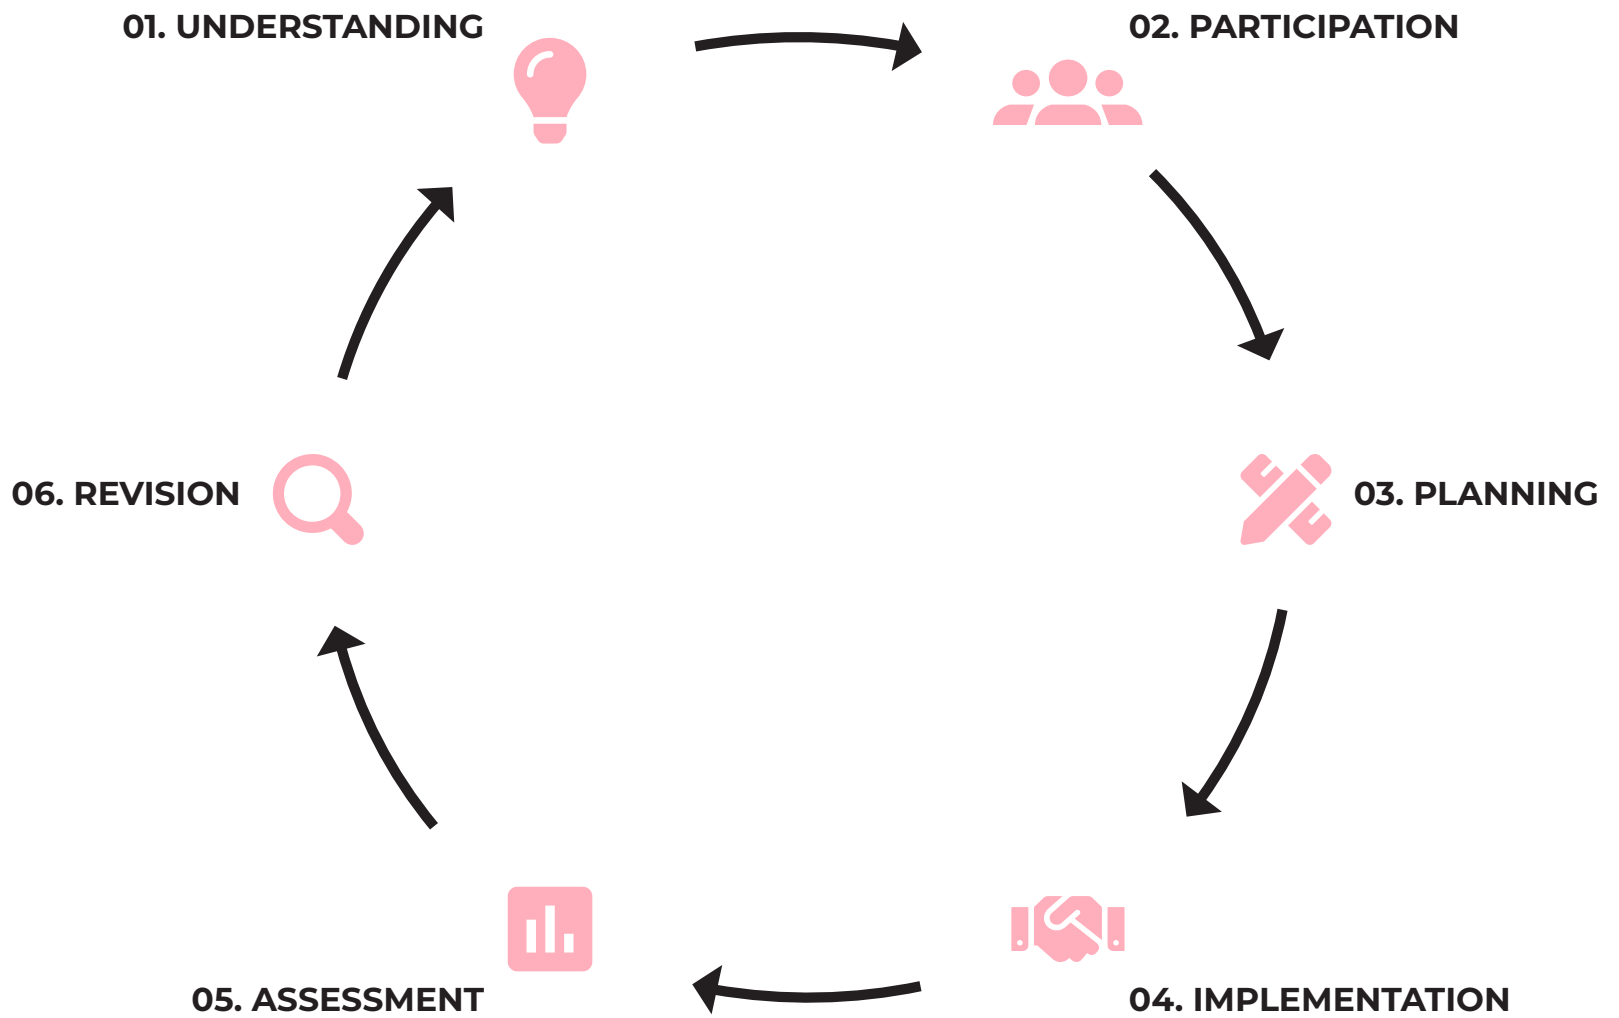 01. UNDERSTANDING
02. PARTICIPATION
03. PLANNING
04. IMPLEMENTATION
05. ASSESSMENT
06. REVISION